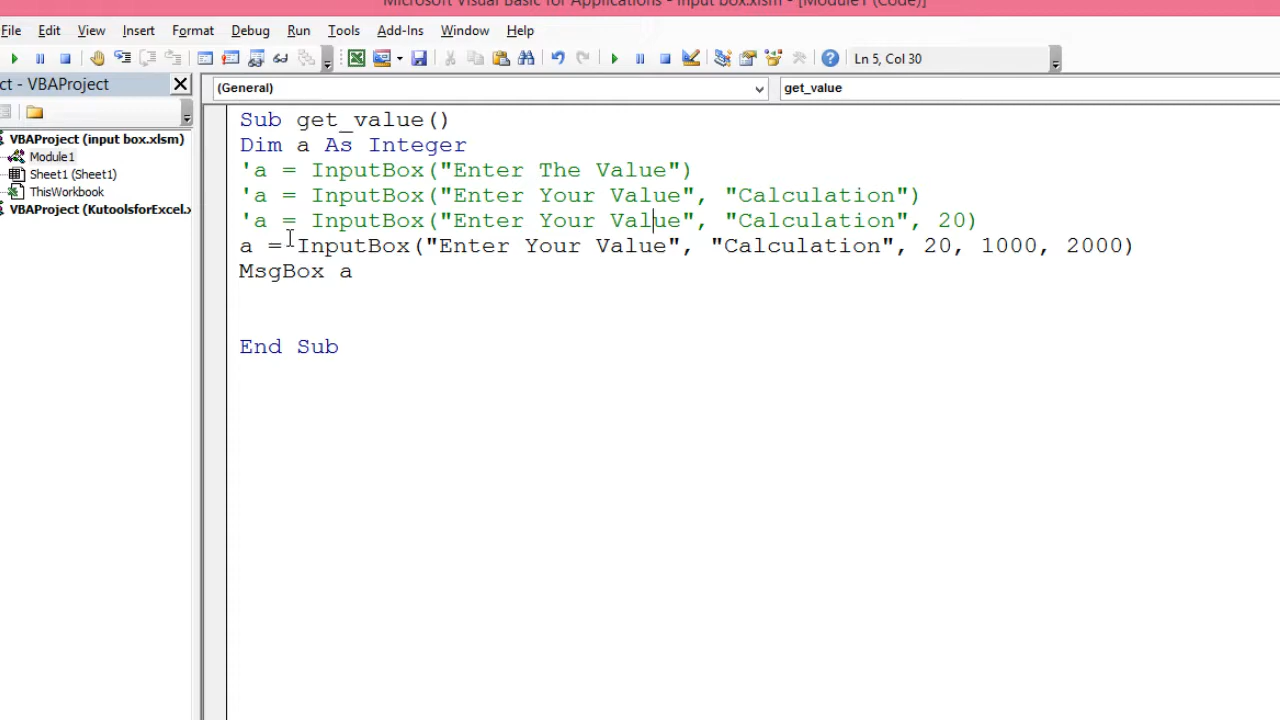 Microsoft Visual Basic for Applications - input box.xlsm - [Module1 (Code)]
File Edit View Insert Format Debug Run Tools Add-Ins Window Help
Ln 5, Col 30
ct - VBAProject
(General)
get_value
VBAProject (input box.xlsm)
Module1
Sheet1 (Sheet1)
ThisWorkbook
VBAProject (KutoolsforExcel.x
Sub get_value()
Dim a As Integer
'a = InputBox("Enter The Value")
'a = InputBox("Enter Your Value", "Calculation")
'a = InputBox("Enter Your Value", "Calculation", 20)
a = InputBox("Enter Your Value", "Calculation", 20, 1000, 2000)
MsgBox a
End Sub